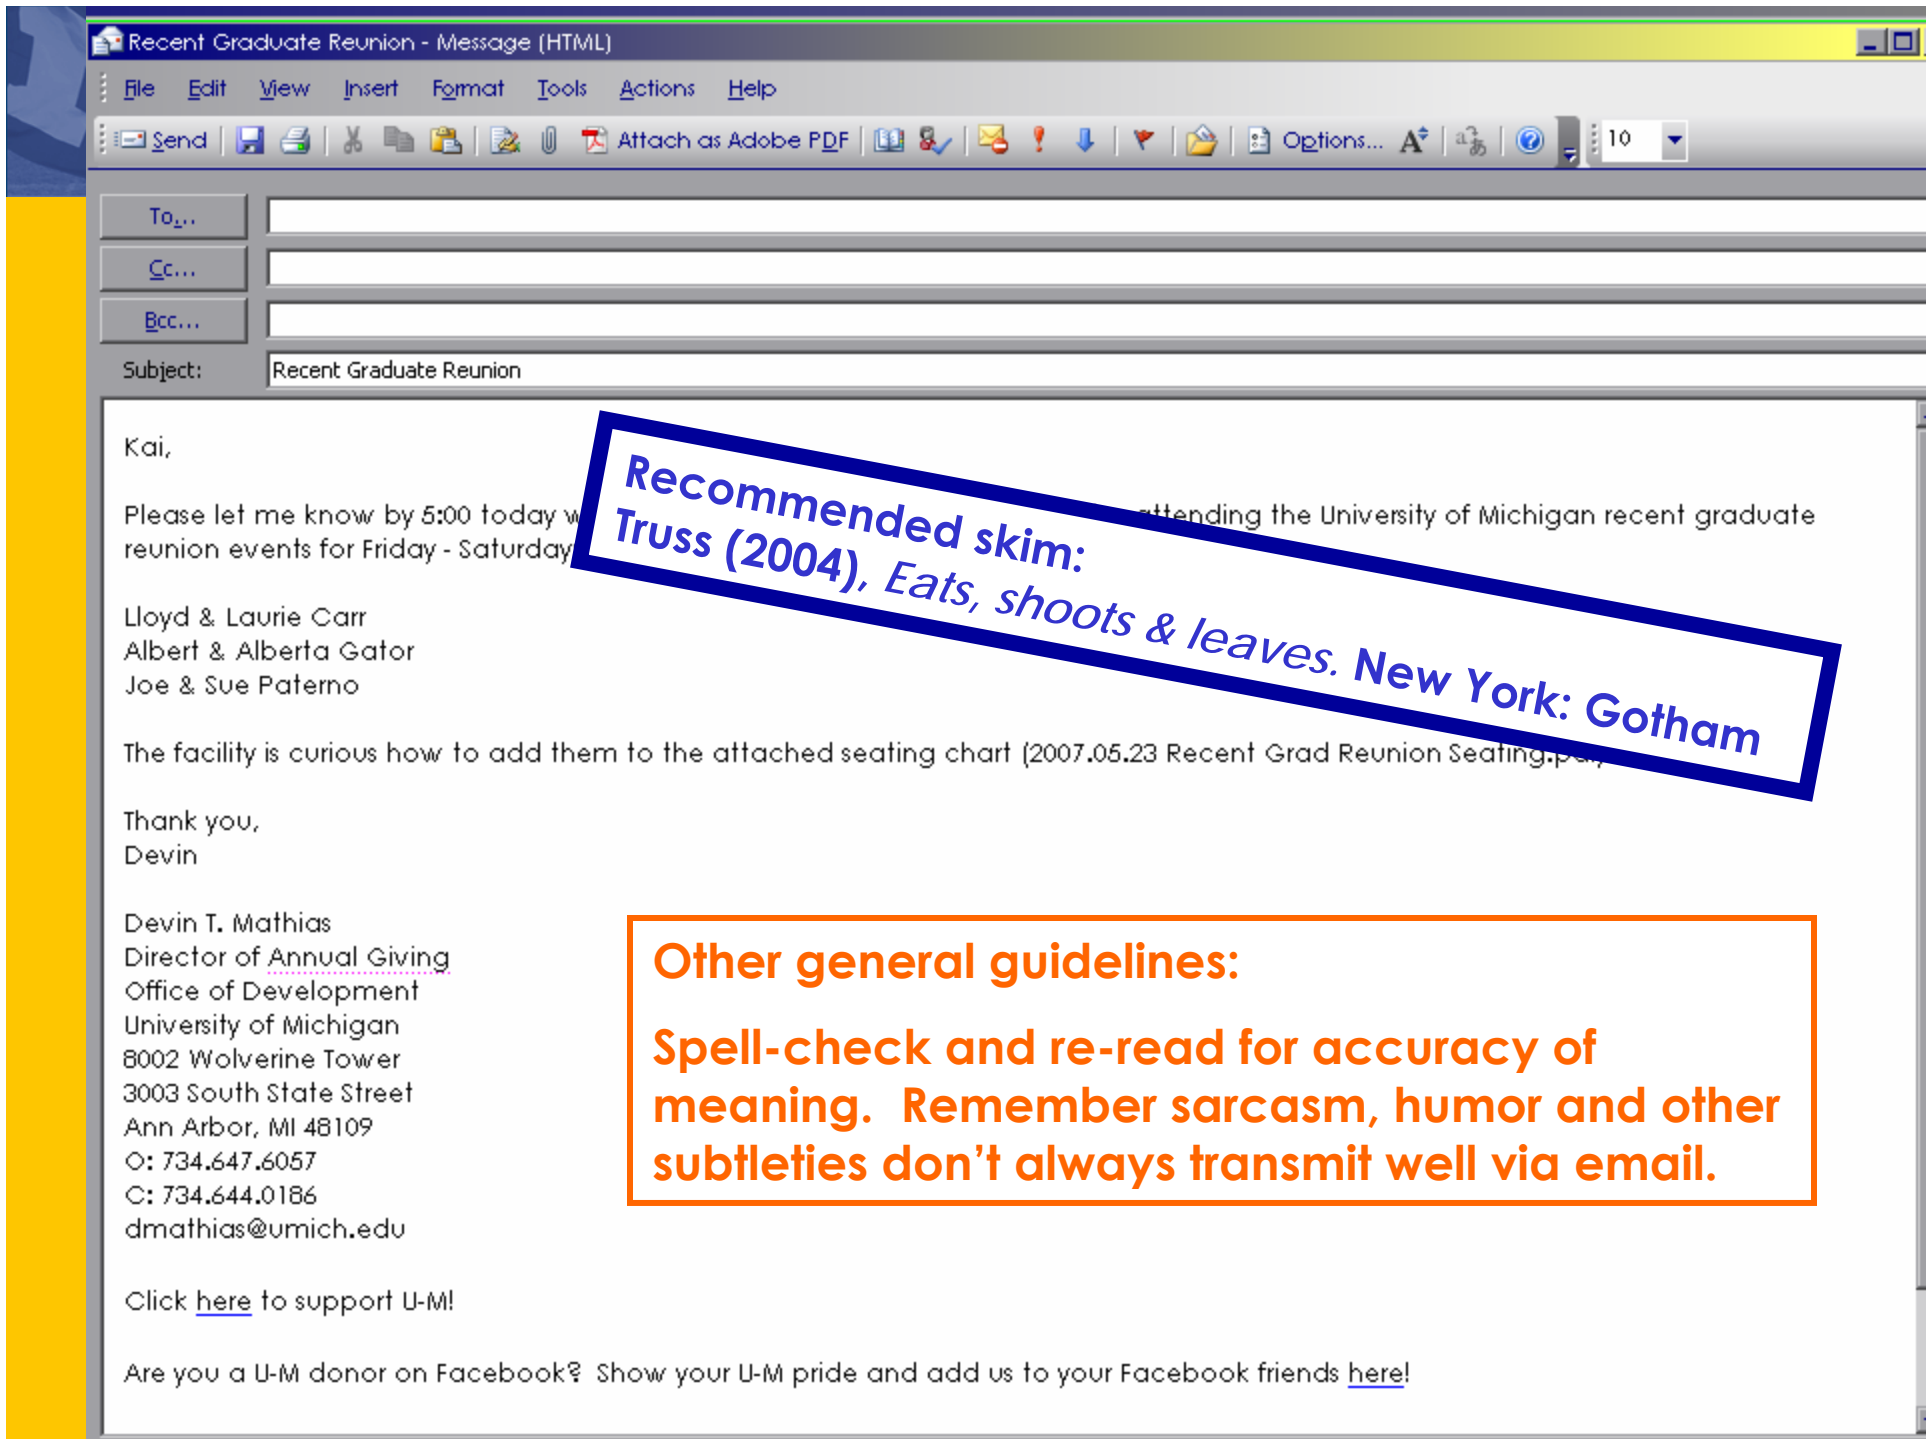 Recent Graduate Reunion - Message (HTML)
File Edit View Insert Format Tools Actions Help
Send Attach as Adobe PDF Options... 10
To...
Cc...
Bcc...
Subject: Recent Graduate Reunion
Kai,
Please let me know by 5:00 today attending the University of Michigan recent graduate
reunion events for Friday - Saturday
Recommended skim:
Truss (2004), Eats, shoots & leaves. New York: Gotham
Lloyd & Laurie Carr
Albert & Alberta Gator
Joe & Sue Paterno
The facility is curious how to add them to the attached seating chart (2007.05.23 Recent Grad Reunion Seating.
Thank you,
Devin
Devin T. Mathias
Director of Annual Giving
Office of Development
University of Michigan
8002 Wolverine Tower
3003 South State Street
Ann Arbor, MI 48109
O: 734.647.6057
C: 734.644.0186
dmathias@umich.edu
Other general guidelines:
Spell-check and re-read for accuracy of
meaning. Remember sarcasm, humor and other
subtleties don't always transmit well via email.
Click here to support U-M!
Are you a U-M donor on Facebook? Show your U-M pride and add us to your Facebook friends here!